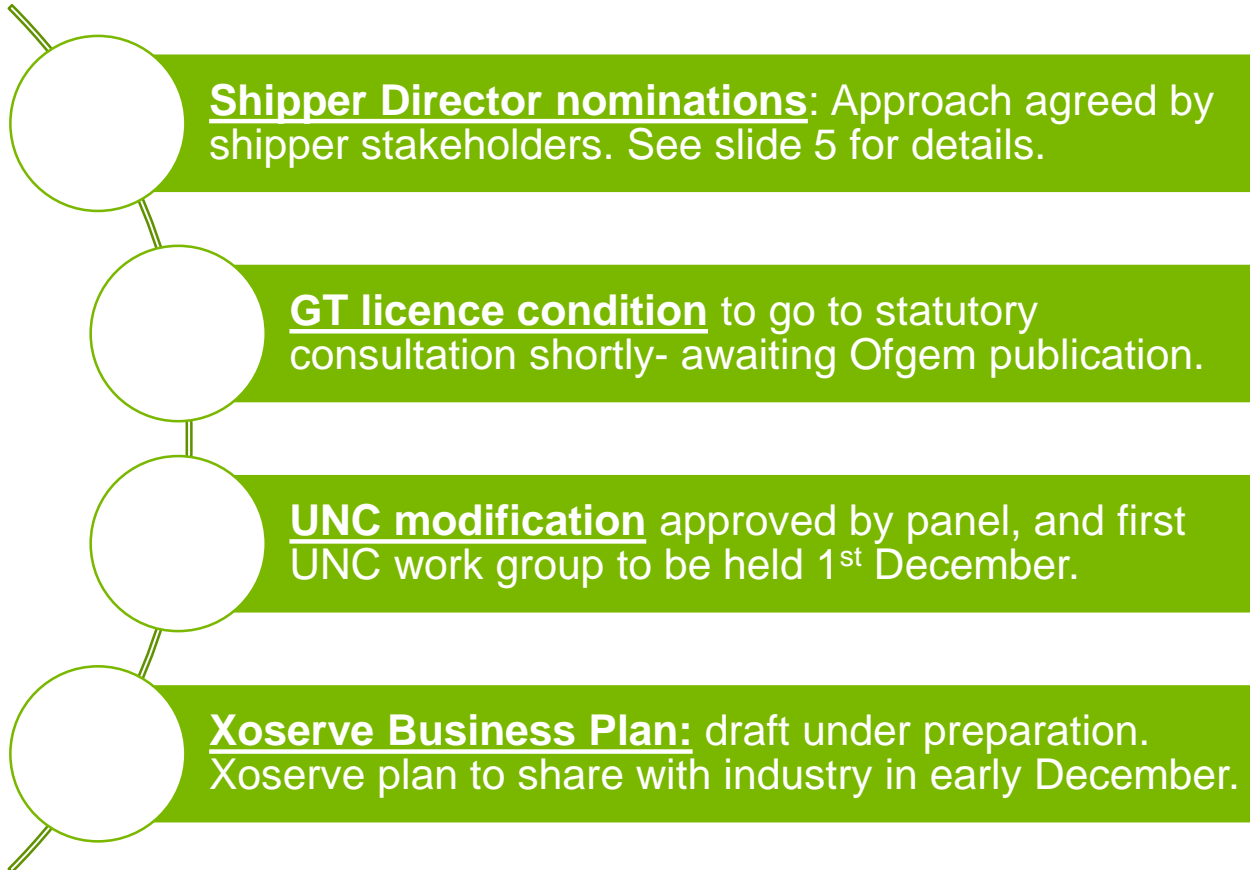 Shipper Director nominations: Approach agreed by
shipper stakeholders. See slide 5 for details.
GT licence condition to go to statutory
consultation shortly- awaiting Ofgem publication.
UNC modification approved by panel, and first
UNC work group to be held 1st December.
Xoserve Business Plan: draft under preparation.
Xoserve plan to share with industry in early December.